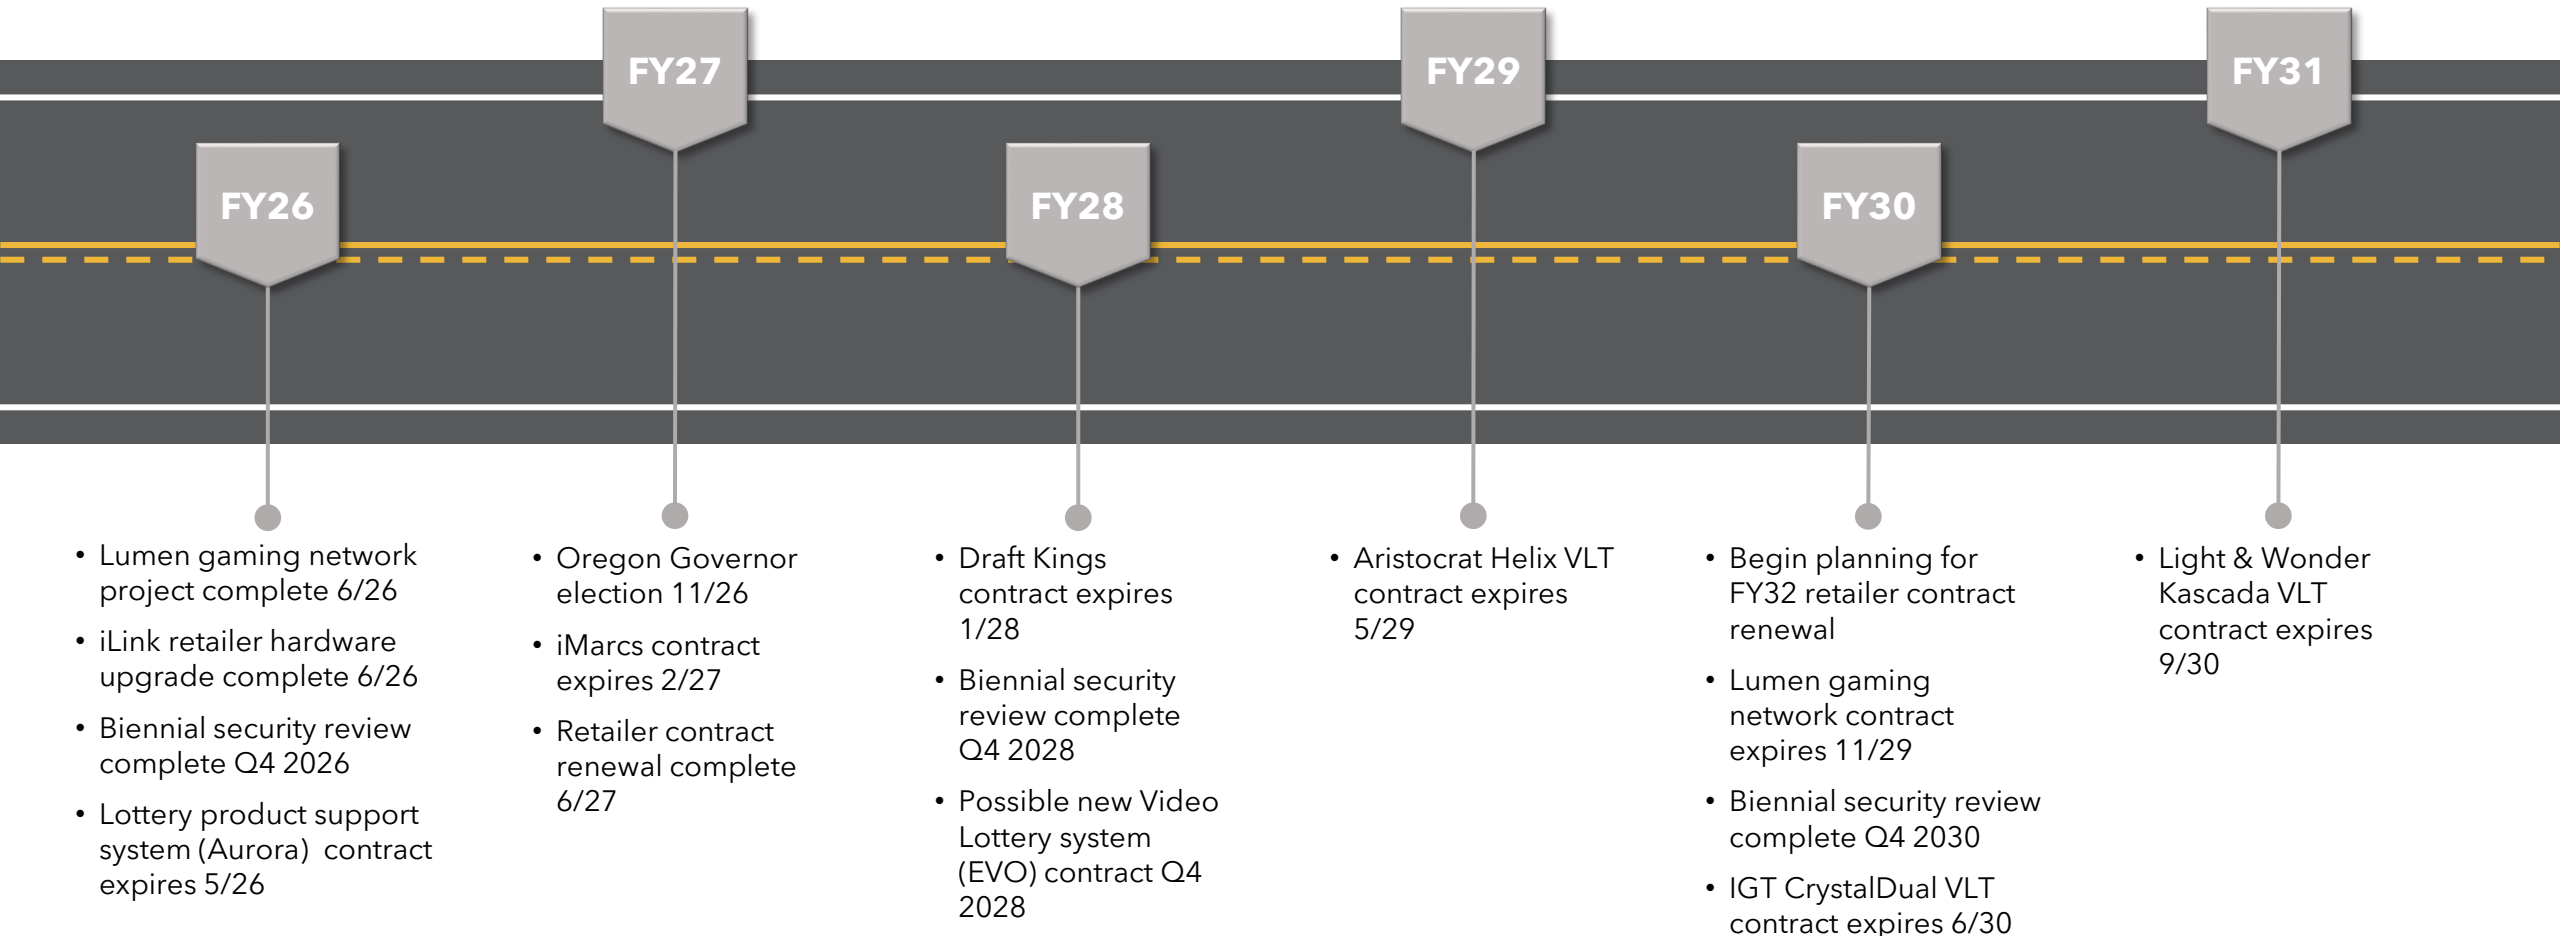 FY27
FY29
FY31
FY26
FY28
FY30
• Lumen gaming network
project complete 6/26
• iLink retailer hardware
upgrade complete 6/26
• Biennial security review
complete Q4 2026
• Lottery product support
system (Aurora)  contract
expires 5/26
• Oregon Governor
election 11/26
• iMarcs contract
expires 2/27
• Retailer contract
renewal complete
6/27
• Draft Kings
contract expires
1/28
• Biennial security
review complete
Q4 2028
• Possible new Video
Lottery system
(EVO) contract Q4
2028
• Aristocrat Helix VLT
contract expires
5/29
• Begin planning for
FY32 retailer contract
renewal
• Lumen gaming
network contract
expires 11/29
• Biennial security review
complete Q4 2030
• IGT CrystalDual VLT
contract expires 6/30
• Light & Wonder
Kascada VLT
contract expires
9/30